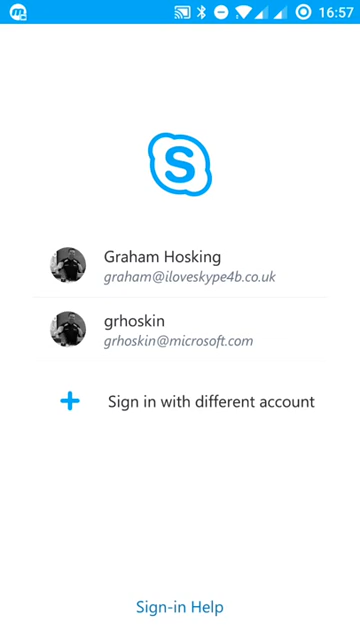 16:57
S
Graham Hosking
graham@iloveskype4b.co.uk
grhoskin
grhoskin@microsoft.com
Sign in with different account
Sign-in Help